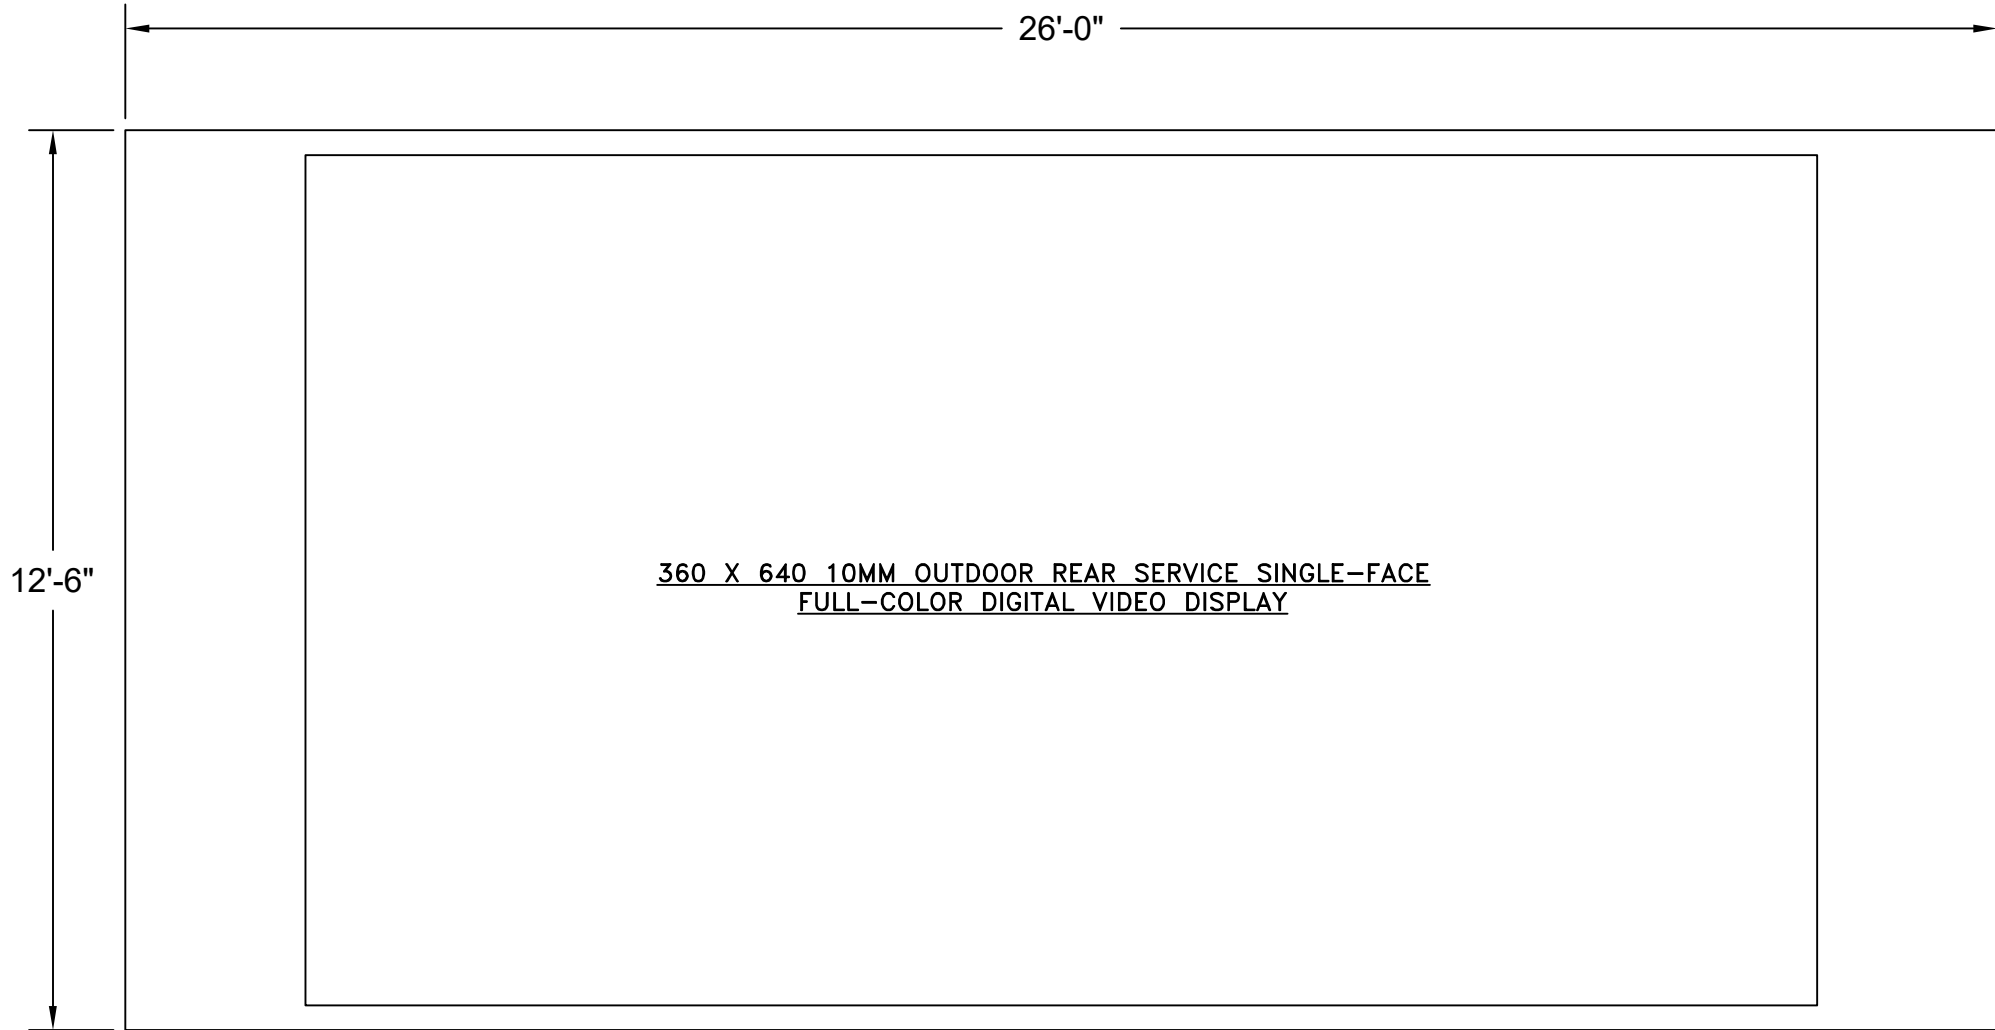 26'-0"
12'-6"
360 X 640 10MM OUTDOOR REAR SERVICE SINGLE-FACE
FULL-COLOR DIGITAL VIDEO DISPLAY